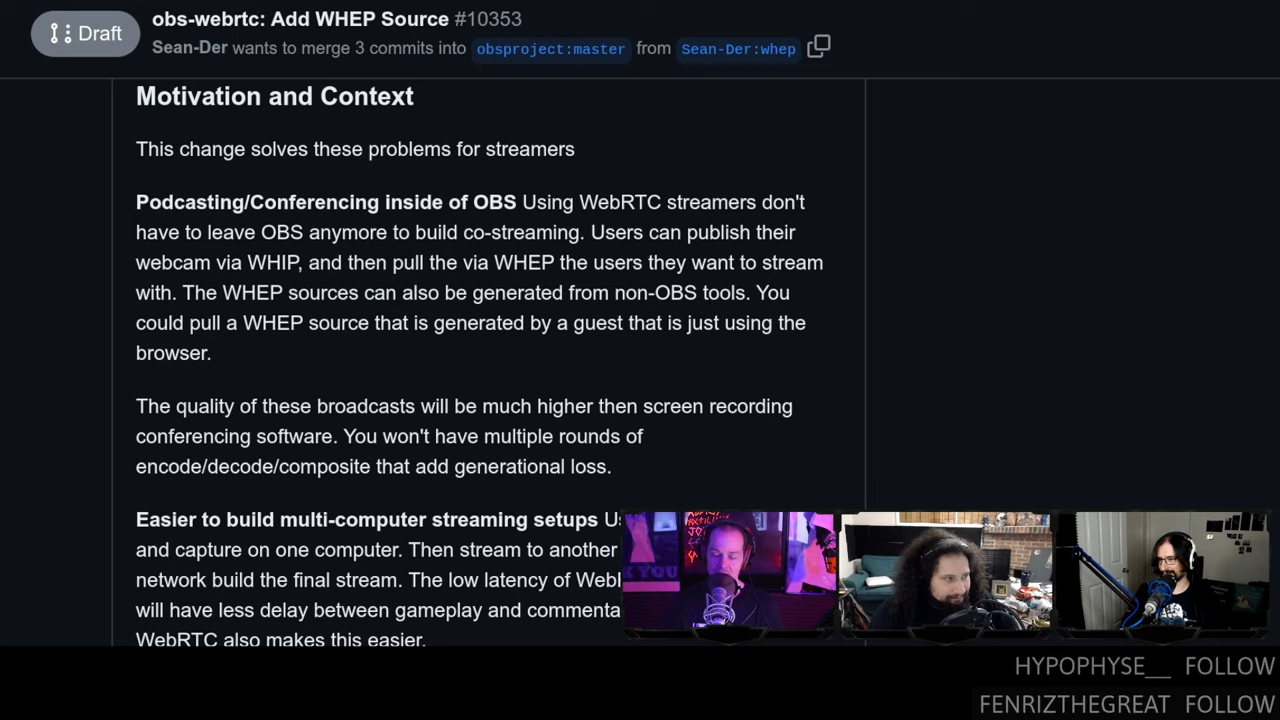 Draft
obs-webrtc: Add WHEP Source #10353
Sean-Der wants to merge 3 commits into obsproject:master from Sean-Der:whep
Motivation and Context
This change solves these problems for streamers
Podcasting/Conferencing inside of OBS Using WebRTC streamers don't
have to leave OBS anymore to build co-streaming. Users can publish their
webcam via WHIP, and then pull the via WHEP the users they want to stream
with. The WHEP sources can also be generated from non-OBS tools. You
could pull a WHEP source that is generated by a guest that is just using the
browser.
The quality of these broadcasts will be much higher then screen recording
conferencing software. You won't have multiple rounds of
encode/decode/composite that add generational loss.
Easier to build multi-computer streaming setups
and capture on one computer. Then stream to another
network build the final stream. The low latency of
will have less delay between gameplay and
WebRTC also makes this easier.
YOU
HYPOPHYSE__ FOLLOW
FENRIZTHEGREAT FOLLOW